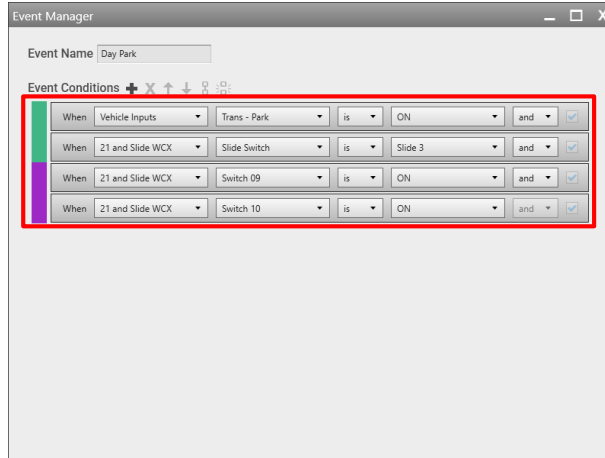 Event Manager
Event Name Day Park
Event Conditions
When Vehicle Inputs Trans - Park is ON and
When 21 and Slide WCX Slide Switch is Slide 3 and
When 21 and Slide WCX Switch 09 is ON and
When 21 and Slide WCX Switch 10 is ON and